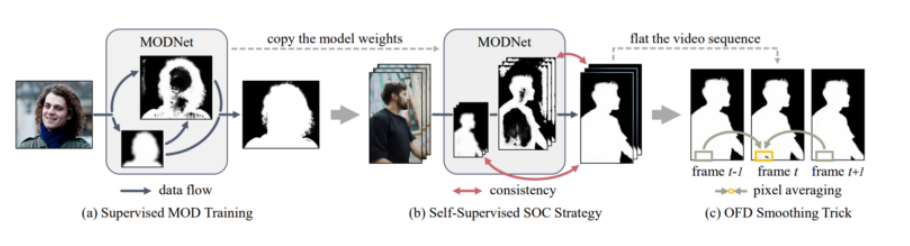 MODNet
copy the model weights
MODNet
flat the video sequence
frame t-1
frame t
frame t+1
data flow
consistency
pixel averaging
(a) Supervised MOD Training
(b) Self-Supervised SOC Strategy
(c) OFD Smoothing Trick